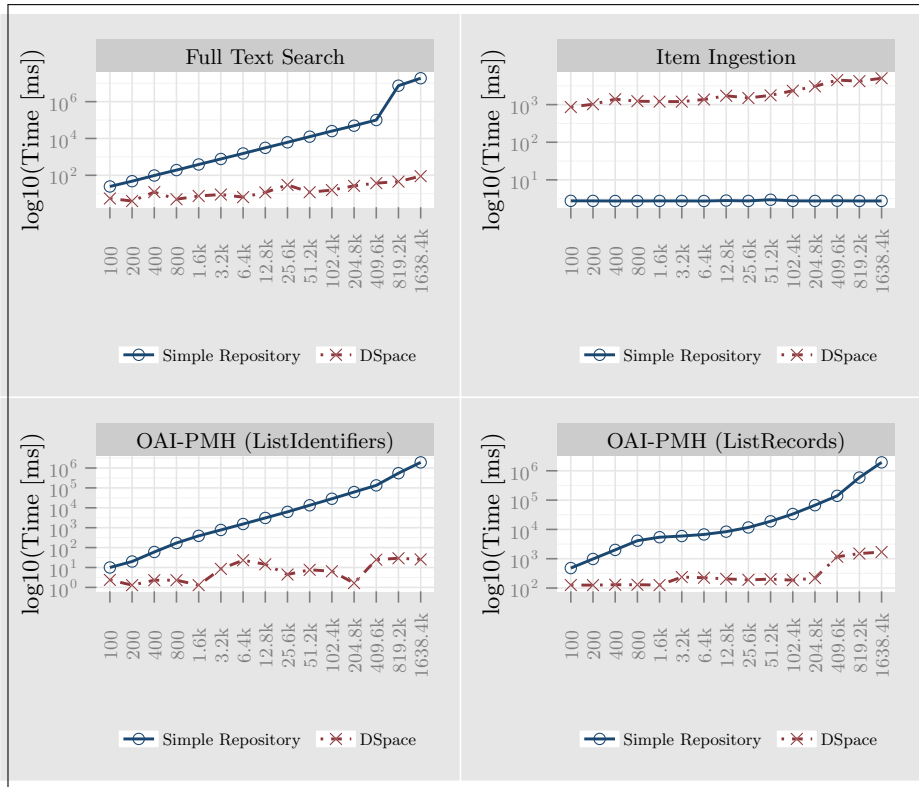 Full Text Search
log10(Time [ms])
10^6
10^4
10^2
100
200
400
800
1.6k
3.2k
6.4k
12.8k
25.6k
51.2k
102.4k
204.8k
409.6k
819.2k
1638.4k
Simple Repository
DSpace
Item Ingestion
log10(Time [ms])
10^3
10^2
10^1
100
200
400
800
1.6k
3.2k
6.4k
12.8k
25.6k
51.2k
102.4k
204.8k
409.6k
819.2k
1638.4k
Simple Repository
DSpace
OAI-PMH (ListIdentifiers)
log10(Time [ms])
10^6
10^5
10^4
10^3
10^2
10^1
10^0
100
200
400
800
1.6k
3.2k
6.4k
12.8k
25.6k
51.2k
102.4k
204.8k
409.6k
819.2k
1638.4k
Simple Repository
DSpace
OAI-PMH (ListRecords)
log10(Time [ms])
10^6
10^5
10^4
10^3
10^2
100
200
400
800
1.6k
3.2k
6.4k
12.8k
25.6k
51.2k
102.4k
204.8k
409.6k
819.2k
1638.4k
Simple Repository
DSpace